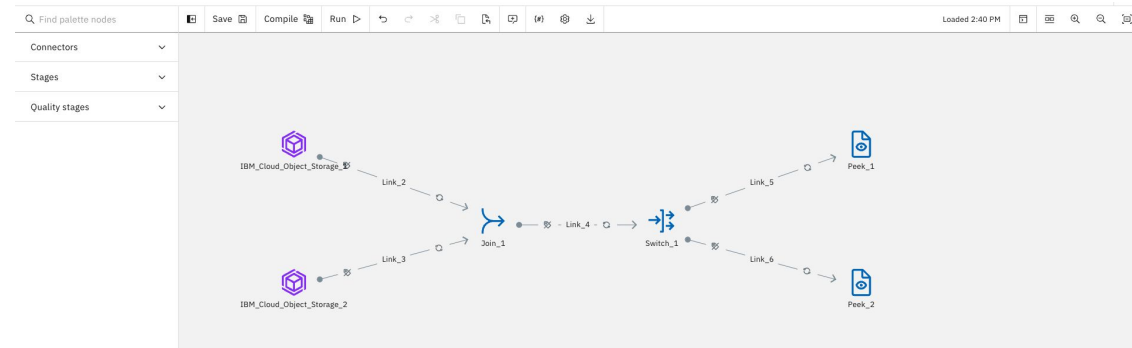 Find palette nodes
Save
Compile
Run
{#}
Loaded 2:40 PM
Connectors
Stages
Quality stages
IBM_Cloud_Object_Storage_1
Link_2
Link_3
IBM_Cloud_Object_Storage_2
Join_1
Link_4
Switch_1
Link_5
Link_6
Peek_1
Peek_2